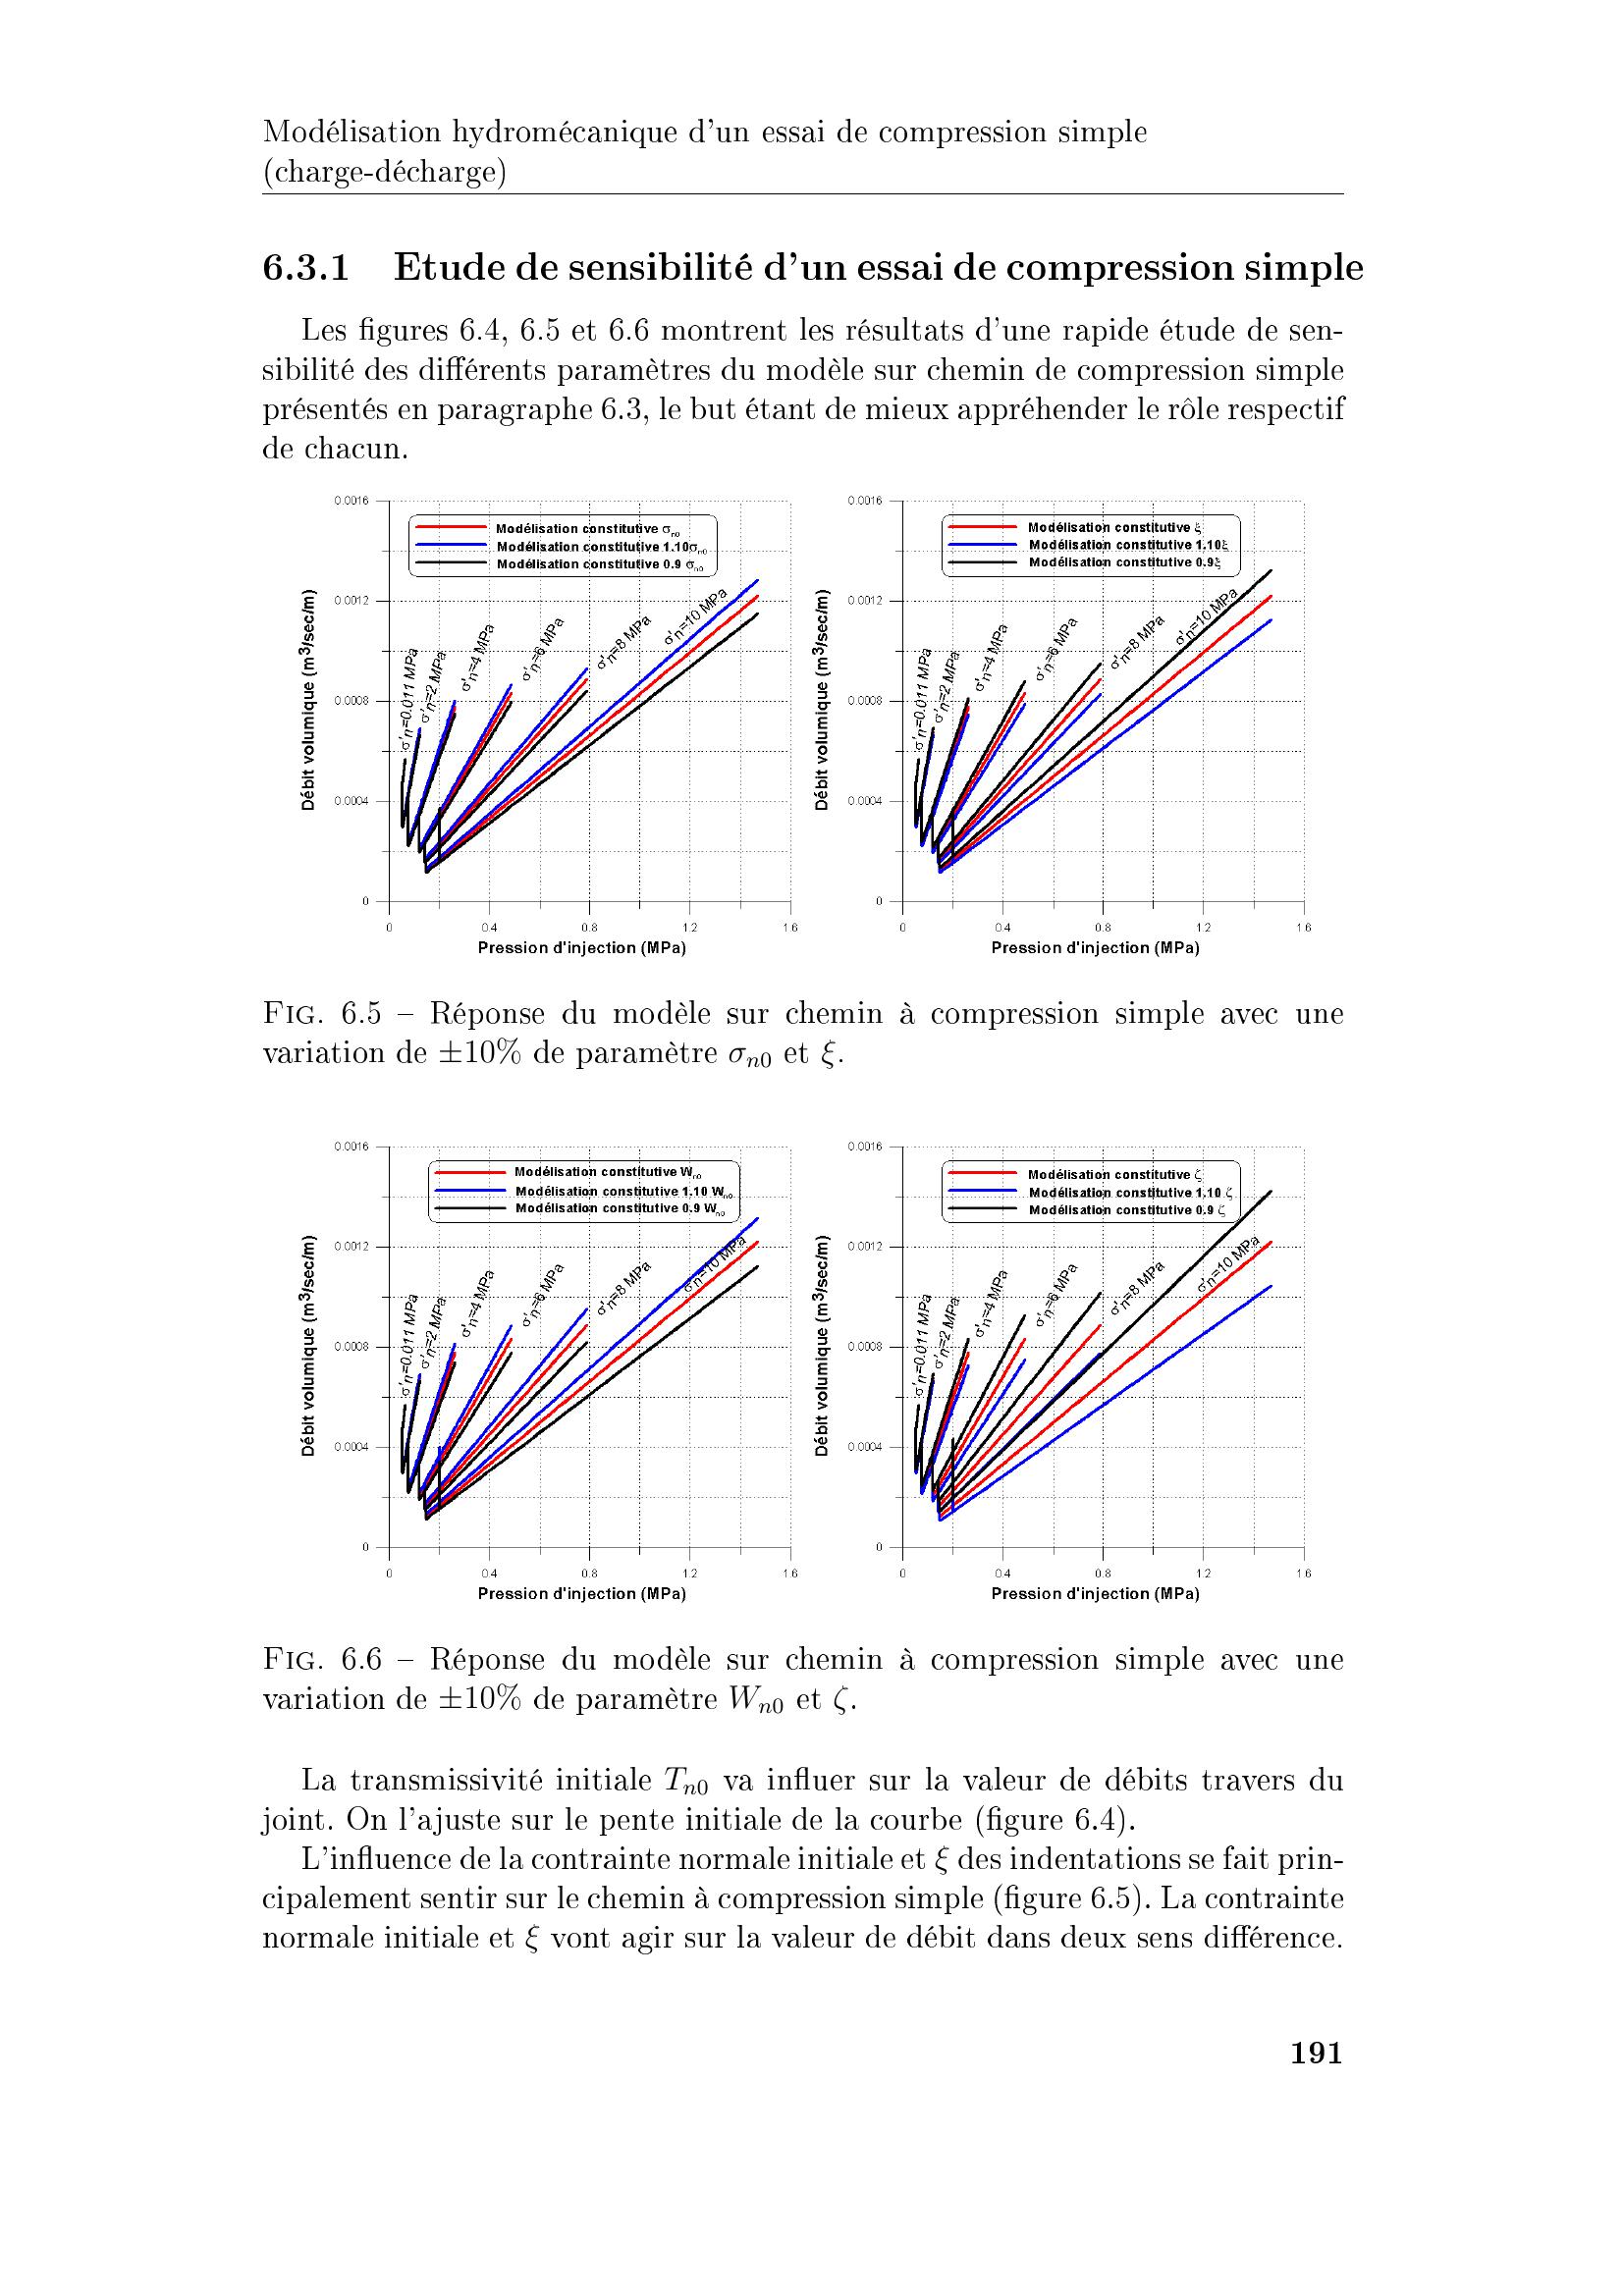 Modélisation hydromécanique d'un essai de compression simple
(charge-décharge)
6.3.1 Etude de sensibilité d'un essai de compression simple
Les figures 6.4, 6.5 et 6.6 montrent les résultats d'une rapide étude de sen-
sibilité des différents paramètres du modèle sur chemin de compression simple
présentés en paragraphe 6.3, le but étant de mieux appréhender le rôle respectif
de chacun.
0.0016
0.0012
0.0008
0.0004
0
0 0.4 0.8 1.2 1.6
Débit volumique (m³/sec/m)
Pression d'injection (MPa)
Modélisation constitutive σn0
Modélisation constitutive 1.10σn0
Modélisation constitutive 0.9 σn0
σ'n=0.011 MPa
σ'n=2 MPa
σ'n=4 MPa
σ'n=6 MPa
σ'n=8 MPa
σ'n=10 MPa
0.0016
0.0012
0.0008
0.0004
0
0 0.4 0.8 1.2 1.6
Débit volumique (m³/sec/m)
Pression d'injection (MPa)
Modélisation constitutive ξ
Modélisation constitutive 1.10ξ
Modélisation constitutive 0.9ξ
σ'n=0.011 MPa
σ'n=2 MPa
σ'n=4 MPa
σ'n=6 MPa
σ'n=8 MPa
σ'n=10 MPa
FIG. 6.5 – Réponse du modèle sur chemin à compression simple avec une
variation de ±10% de paramètre σn0 et ξ.
0.0016
0.0012
0.0008
0.0004
0
0 0.4 0.8 1.2 1.6
Débit volumique (m³/sec/m)
Pression d'injection (MPa)
Modélisation constitutive Wn0
Modélisation constitutive 1.10 Wn0
Modélisation constitutive 0.9 Wn0
σ'n=0.011 MPa
σ'n=2 MPa
σ'n=4 MPa
σ'n=6 MPa
σ'n=8 MPa
σ'n=10 MPa
0.0016
0.0012
0.0008
0.0004
0
0 0.4 0.8 1.2 1.6
Débit volumique (m³/sec/m)
Pression d'injection (MPa)
Modélisation constitutive ζ
Modélisation constitutive 1.10 ζ
Modélisation constitutive 0.9 ζ
σ'n=0.011 MPa
σ'n=2 MPa
σ'n=4 MPa
σ'n=6 MPa
σ'n=8 MPa
σ'n=10 MPa
FIG. 6.6 – Réponse du modèle sur chemin à compression simple avec une
variation de ±10% de paramètre Wn0 et ζ.
La transmissivité initiale Tn0 va influer sur la valeur de débits travers du
joint. On l'ajuste sur le pente initiale de la courbe (figure 6.4).
L'influence de la contrainte normale initiale et ξ des indentations se fait prin-
cipalement sentir sur le chemin à compression simple (figure 6.5). La contrainte
normale initiale et ξ vont agir sur la valeur de débit dans deux sens différence.
191